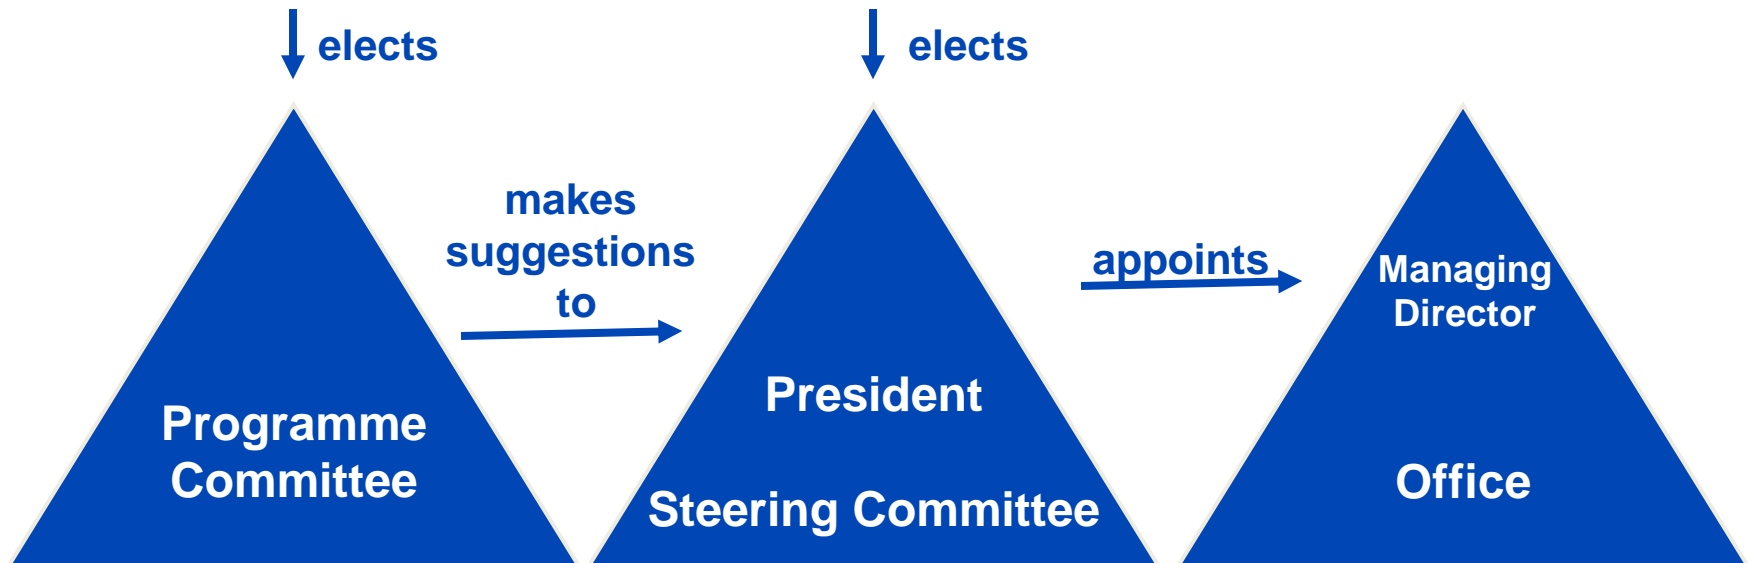 elects
elects
makes
suggestions
to
appoints
Managing
Director
President
Programme
Committee
Steering Committee
Office